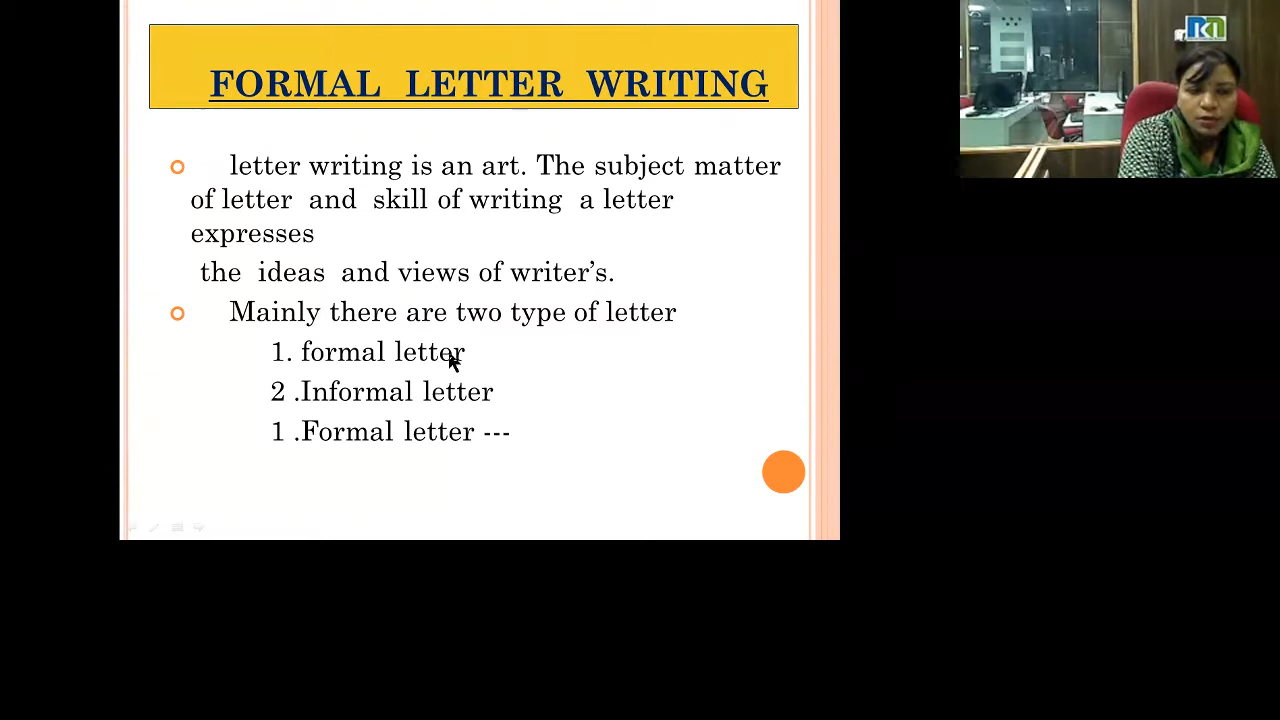 FORMAL LETTER WRITING
letter writing is an art. The subject matter
of letter and skill of writing a letter
expresses
the ideas and views of writer’s.
Mainly there are two type of letter
1. formal letter
2 .Informal letter
1 .Formal letter ---